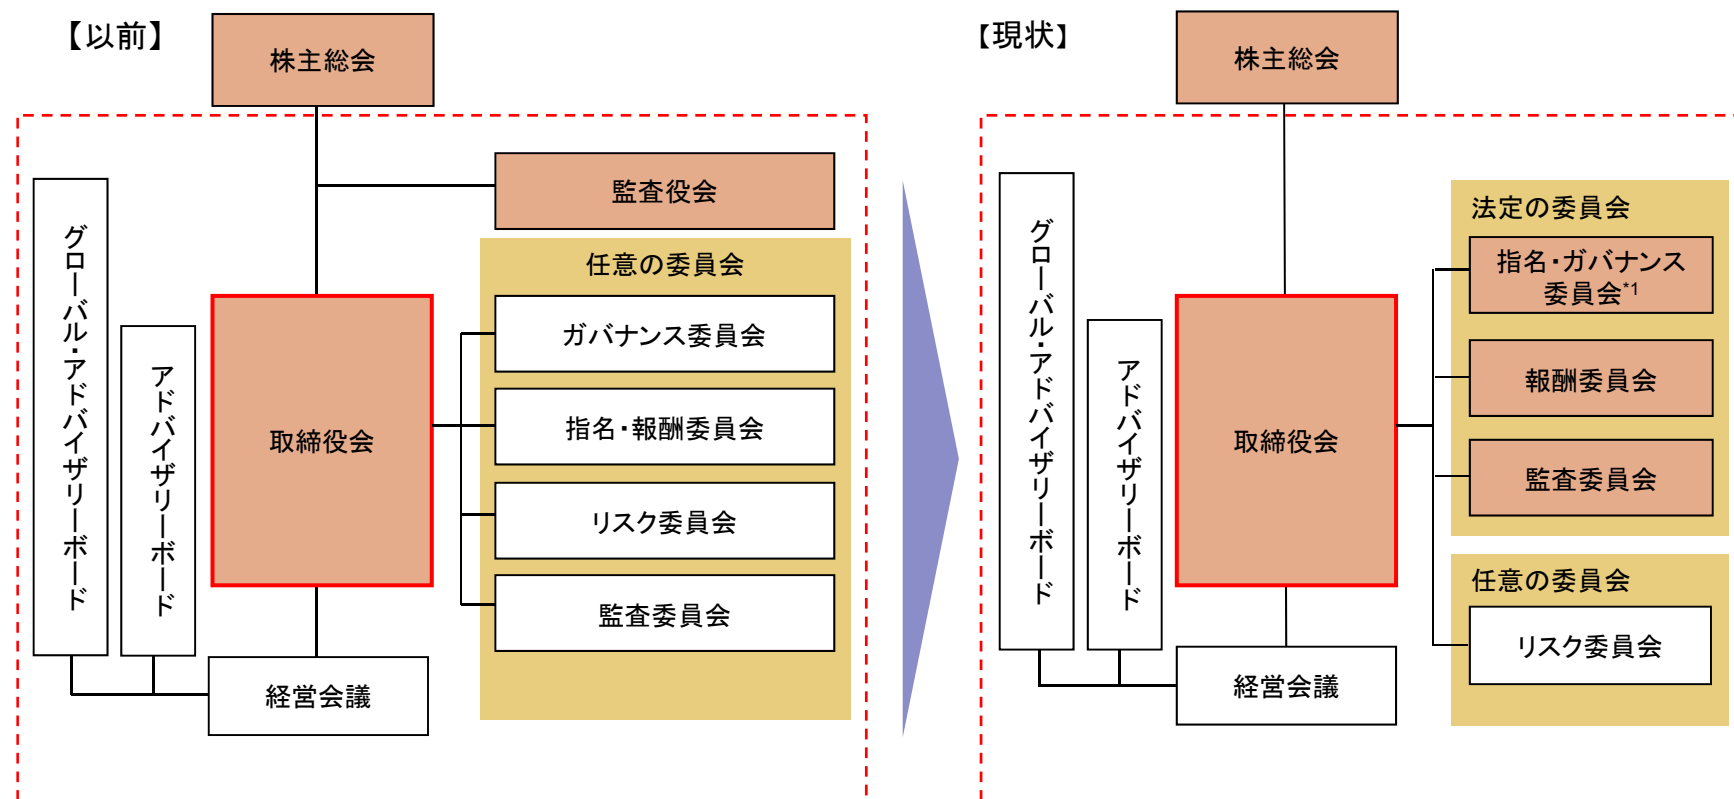 【以前】
株主総会
監査役会
任意の委員会
ガバナンス委員会
指名・報酬委員会
リスク委員会
監査委員会
取締役会
グローバル・アドバイザリーボード
アドバイザリーボード
経営会議
【現状】
株主総会
法定の委員会
指名・ガバナンス
委員会*1
報酬委員会
監査委員会
任意の委員会
リスク委員会
取締役会
グローバル・アドバイザリーボード
アドバイザリーボード
経営会議